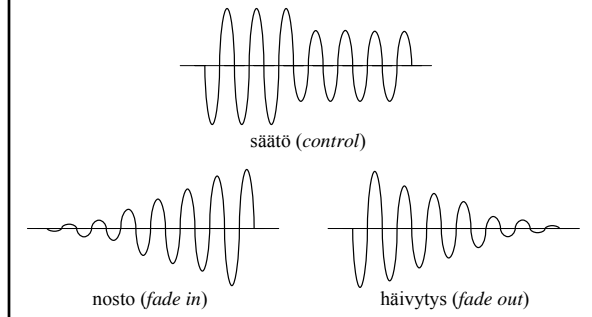 säätö (control)
nosto (fade in)
häivytys (fade out)